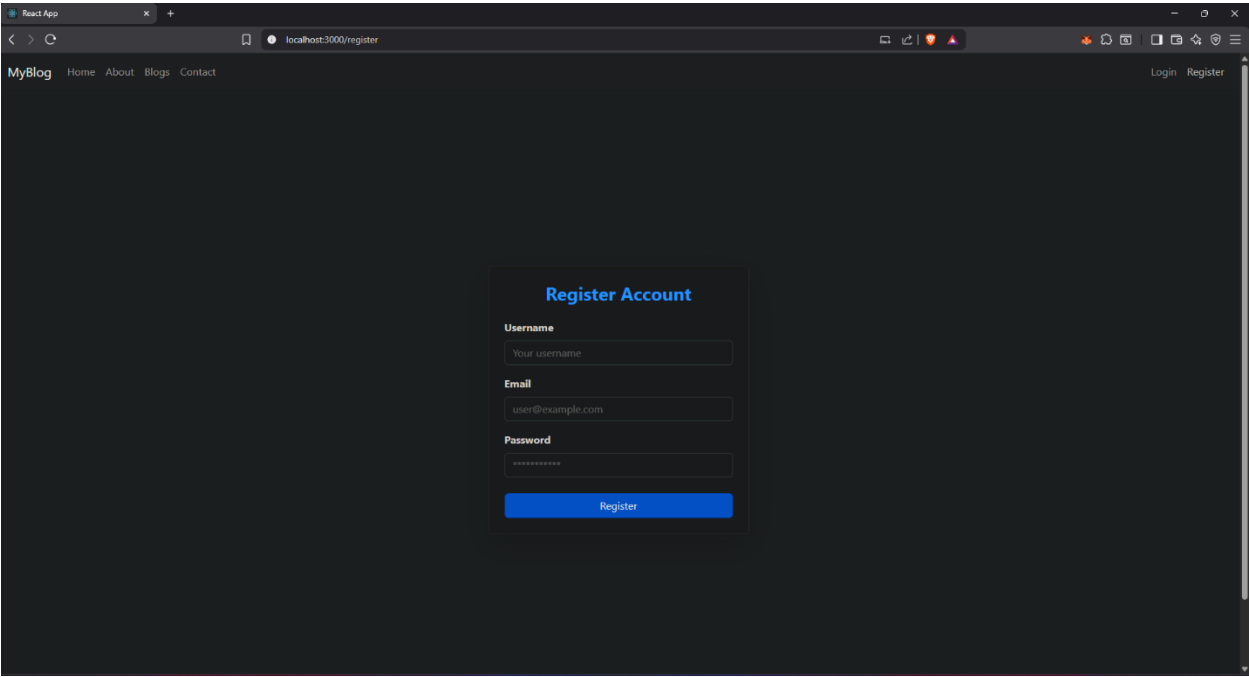 React App
localhost:3000/register
MyBlog Home About Blogs Contact Login Register
Register Account
Username
Your username
Email
user@example.com
Password
***********
Register